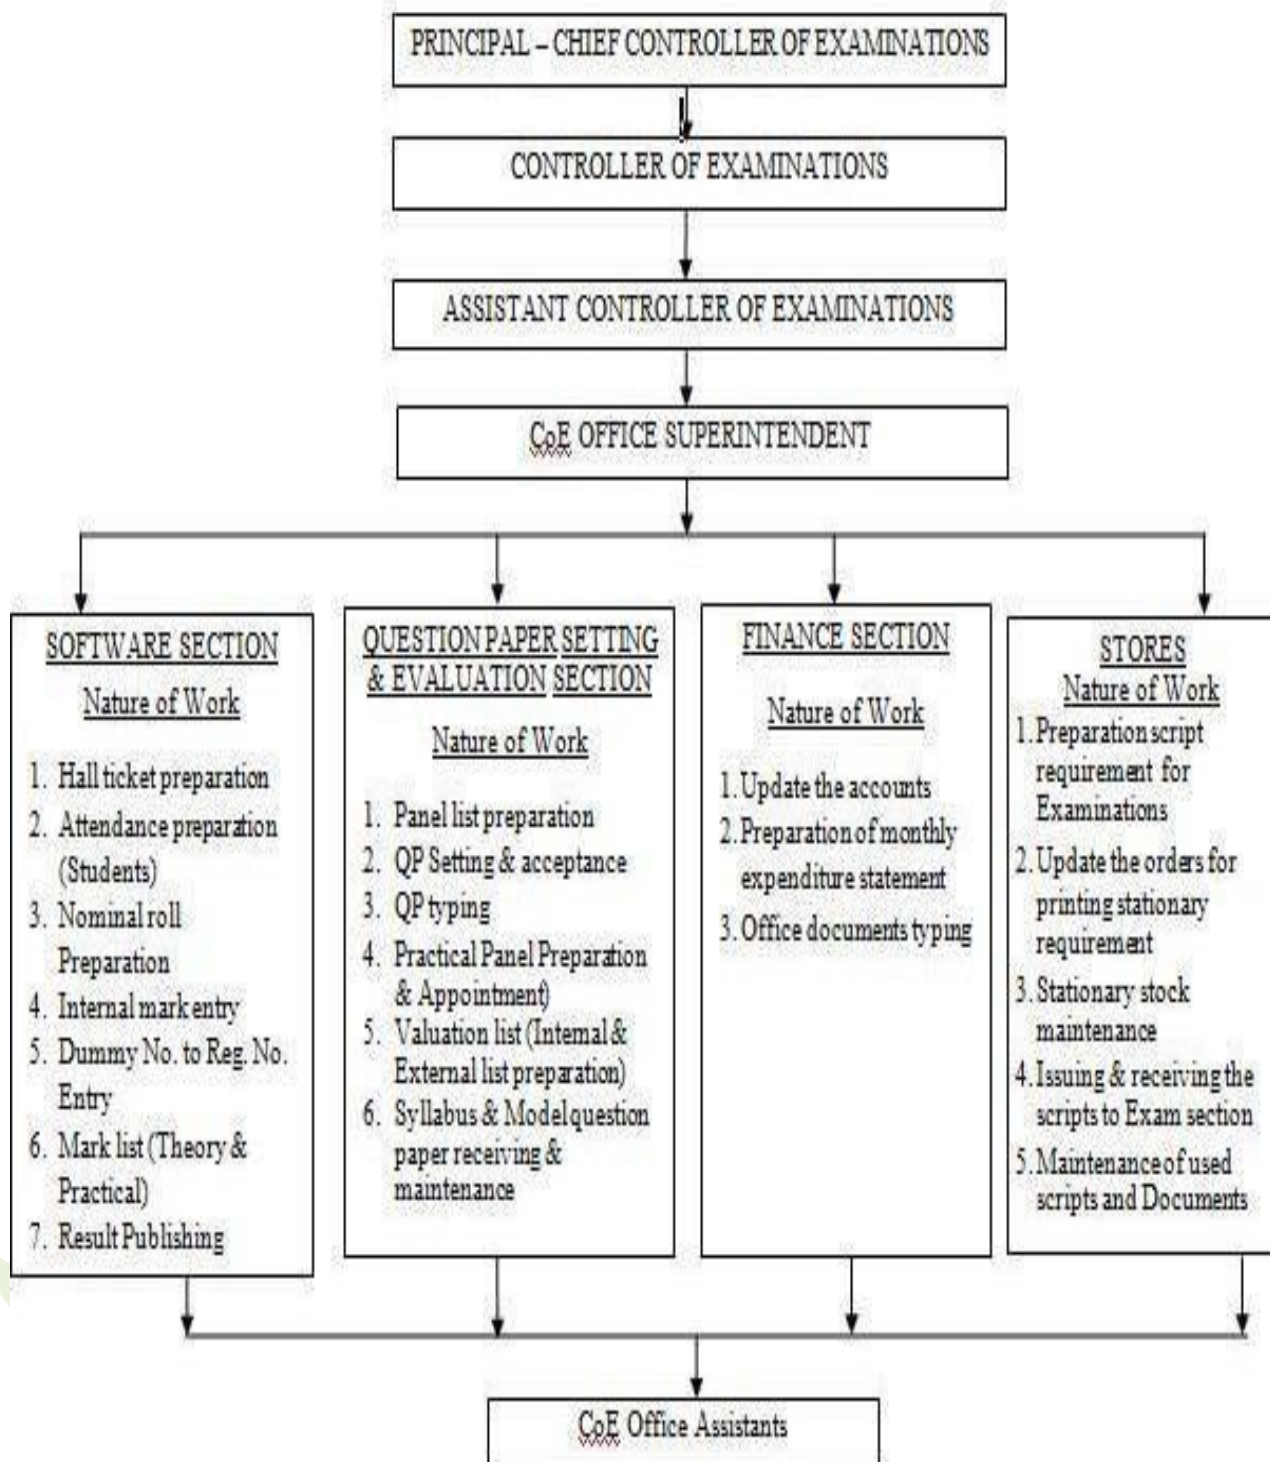 PRINCIPAL – CHIEF CONTROLLER OF EXAMINATIONS
CONTROLLER OF EXAMINATIONS
ASSISTANT CONTROLLER OF EXAMINATIONS
CoE OFFICE SUPERINTENDENT
SOFTWARE SECTION
Nature of Work
1. Hall ticket preparation
2. Attendance preparation
(Students)
3. Nominal roll
Preparation
4. Internal mark entry
5. Dummy No. to Reg. No.
Entry
6. Mark list (Theory &
Practical)
7. Result Publishing
QUESTION PAPER SETTING
& EVALUATION SECTION
Nature of Work
1. Panel list preparation
2. QP Setting & acceptance
3. QP typing
4. Practical Panel Preparation
& Appointment)
5. Valuation list (Internal &
External list preparation)
6. Syllabus & Model question
paper receiving &
maintenance
FINANCE SECTION
Nature of Work
1. Update the accounts
2. Preparation of monthly
expenditure statement
3. Office documents typing
STORES
Nature of Work
1. Preparation script
requirement for
Examinations
2. Update the orders for
printing stationary
requirement
3. Stationary stock
maintenance
4. Issuing & receiving the
scripts to Exam section
5. Maintenance of used
scripts and Documents
CoE Office Assistants